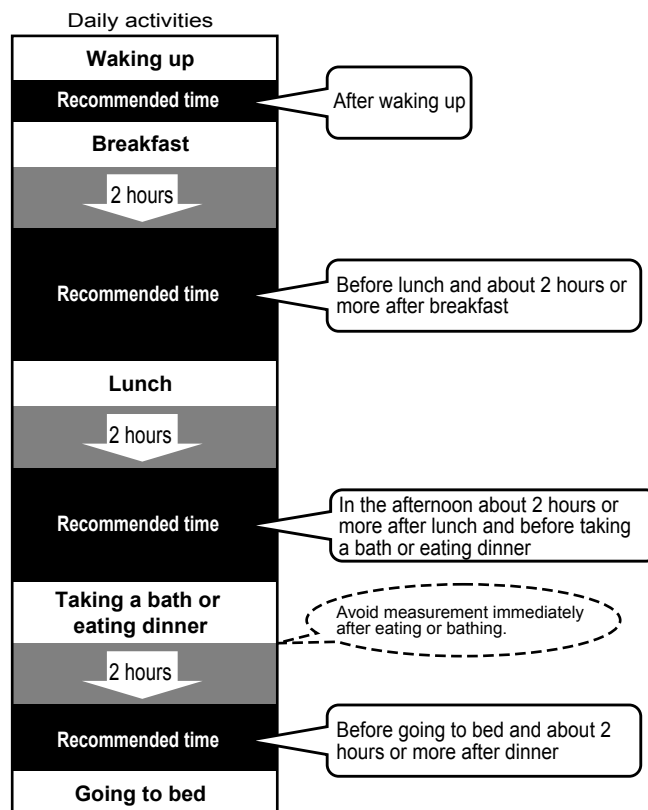 Daily activities
Waking up
Recommended time
After waking up
Breakfast
2 hours
Recommended time
Before lunch and about 2 hours or
more after breakfast
Lunch
2 hours
Recommended time
In the afternoon about 2 hours or
more after lunch and before taking
a bath or eating dinner
Taking a bath or
eating dinner
Avoid measurement immediately
after eating or bathing.
2 hours
Recommended time
Before going to bed and about 2
hours or more after dinner
Going to bed